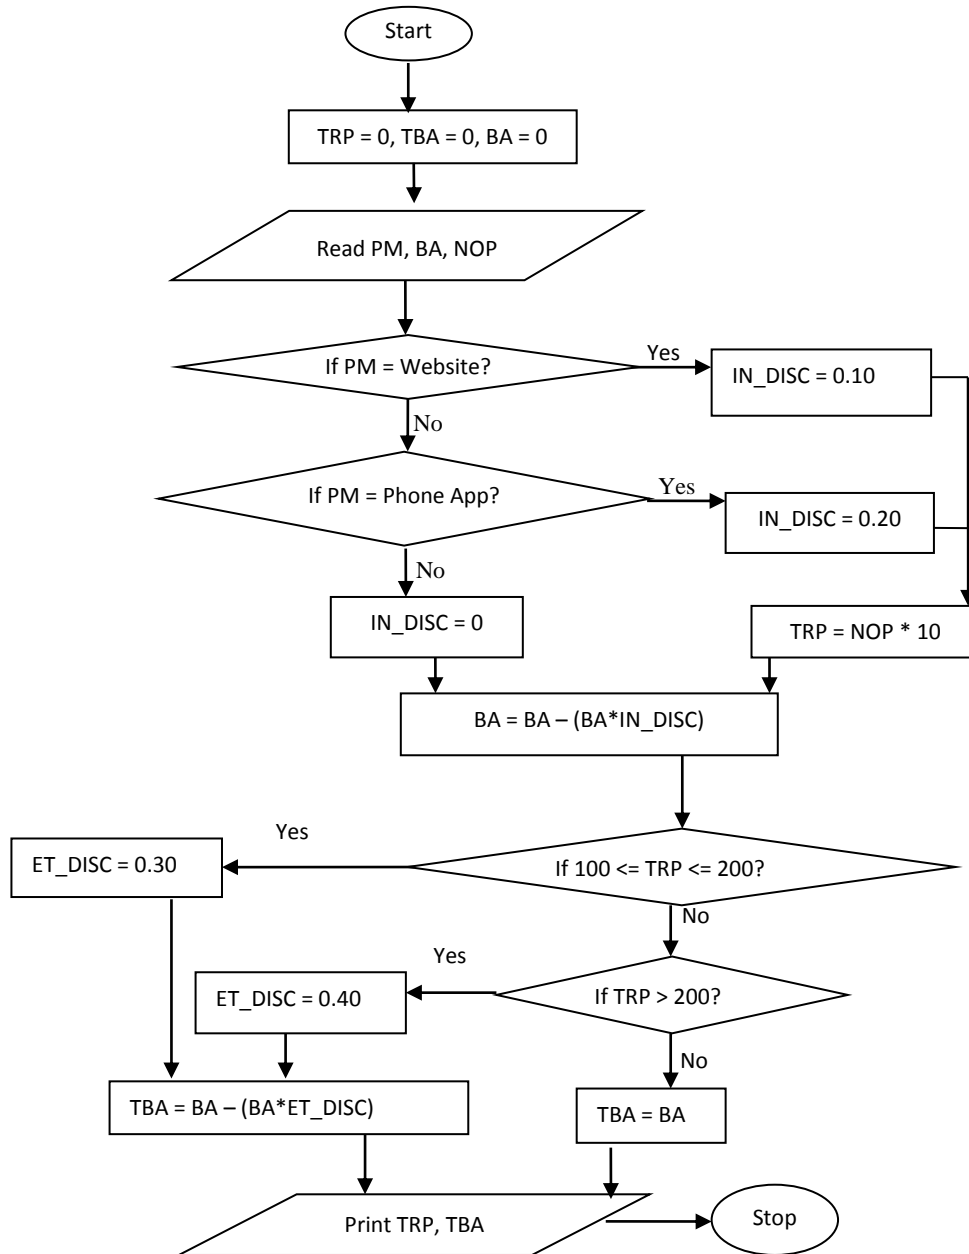 Start
TRP = 0, TBA = 0, BA = 0
Read PM, BA, NOP
If PM = Website?
Yes
IN_DISC = 0.10
No
If PM = Phone App?
Yes
IN_DISC = 0.20
No
IN_DISC = 0
TRP = NOP * 10
BA = BA – (BA*IN_DISC)
Yes
ET_DISC = 0.30
If 100 <= TRP <= 200?
No
Yes
ET_DISC = 0.40
If TRP > 200?
No
TBA = BA – (BA*ET_DISC)
TBA = BA
Print TRP, TBA
Stop